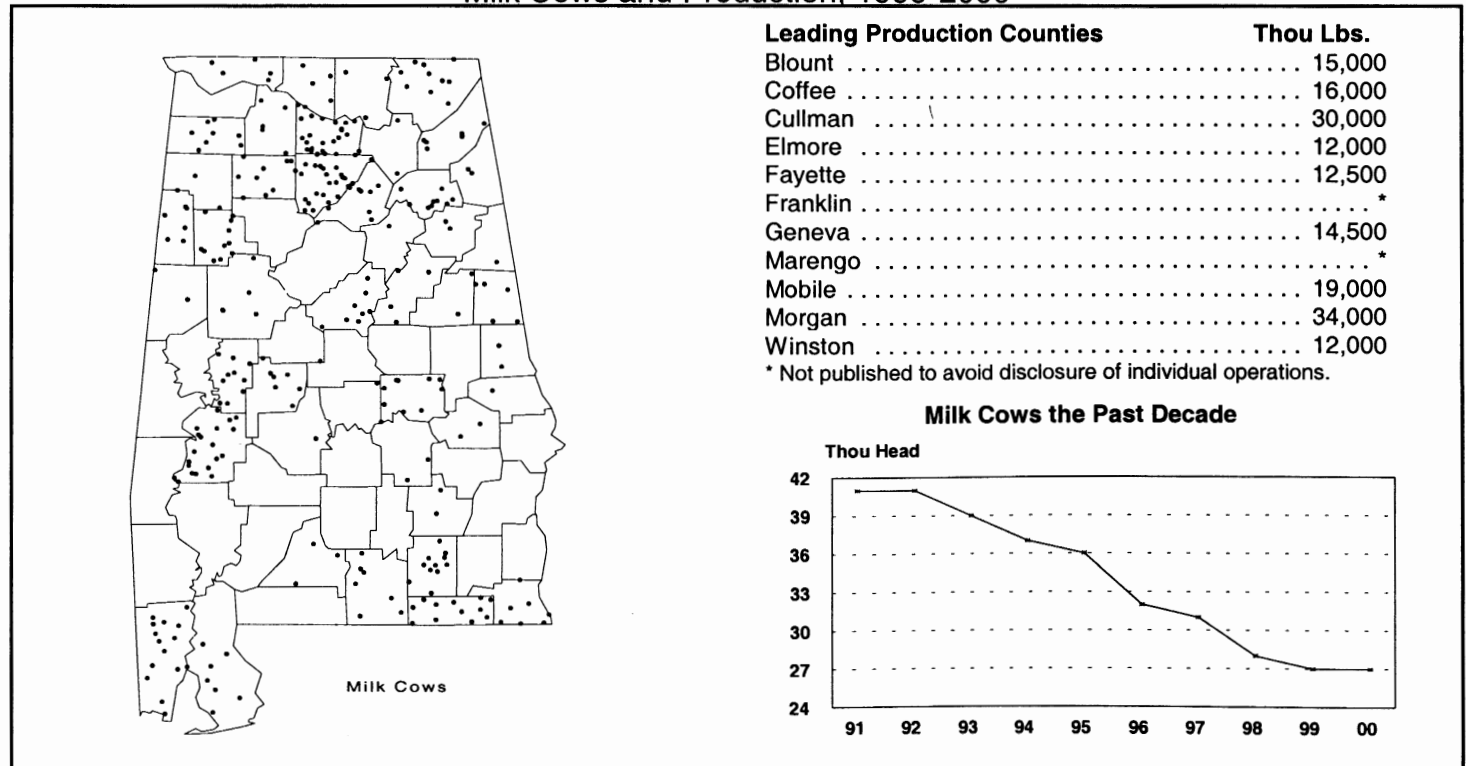 Leading Production Counties Thou Lbs.
Blount . . . . . . . . . . . . . . . . . . . . . . . . . . . . . . . . . . 15,000
Coffee . . . . . . . . . . . . . . . . . . . . . . . . . . . . . . . . . . 16,000
Cullman . . . . . . . . . . . . . . . . . . . . . . . . . . . . . . . . 30,000
Elmore . . . . . . . . . . . . . . . . . . . . . . . . . . . . . . . . . 12,000
Fayette . . . . . . . . . . . . . . . . . . . . . . . . . . . . . . . . . 12,500
Franklin . . . . . . . . . . . . . . . . . . . . . . . . . . . . . . . . . . . . . . *
Geneva . . . . . . . . . . . . . . . . . . . . . . . . . . . . . . . . . 14,500
Marengo . . . . . . . . . . . . . . . . . . . . . . . . . . . . . . . . . . . . . *
Mobile . . . . . . . . . . . . . . . . . . . . . . . . . . . . . . . . . . 19,000
Morgan . . . . . . . . . . . . . . . . . . . . . . . . . . . . . . . . . 34,000
Winston . . . . . . . . . . . . . . . . . . . . . . . . . . . . . . . . 12,000
* Not published to avoid disclosure of individual operations.
Milk Cows the Past Decade
Thou Head
42
39
36
33
30
27
24
91 92 93 94 95 96 97 98 99 00
Milk Cows